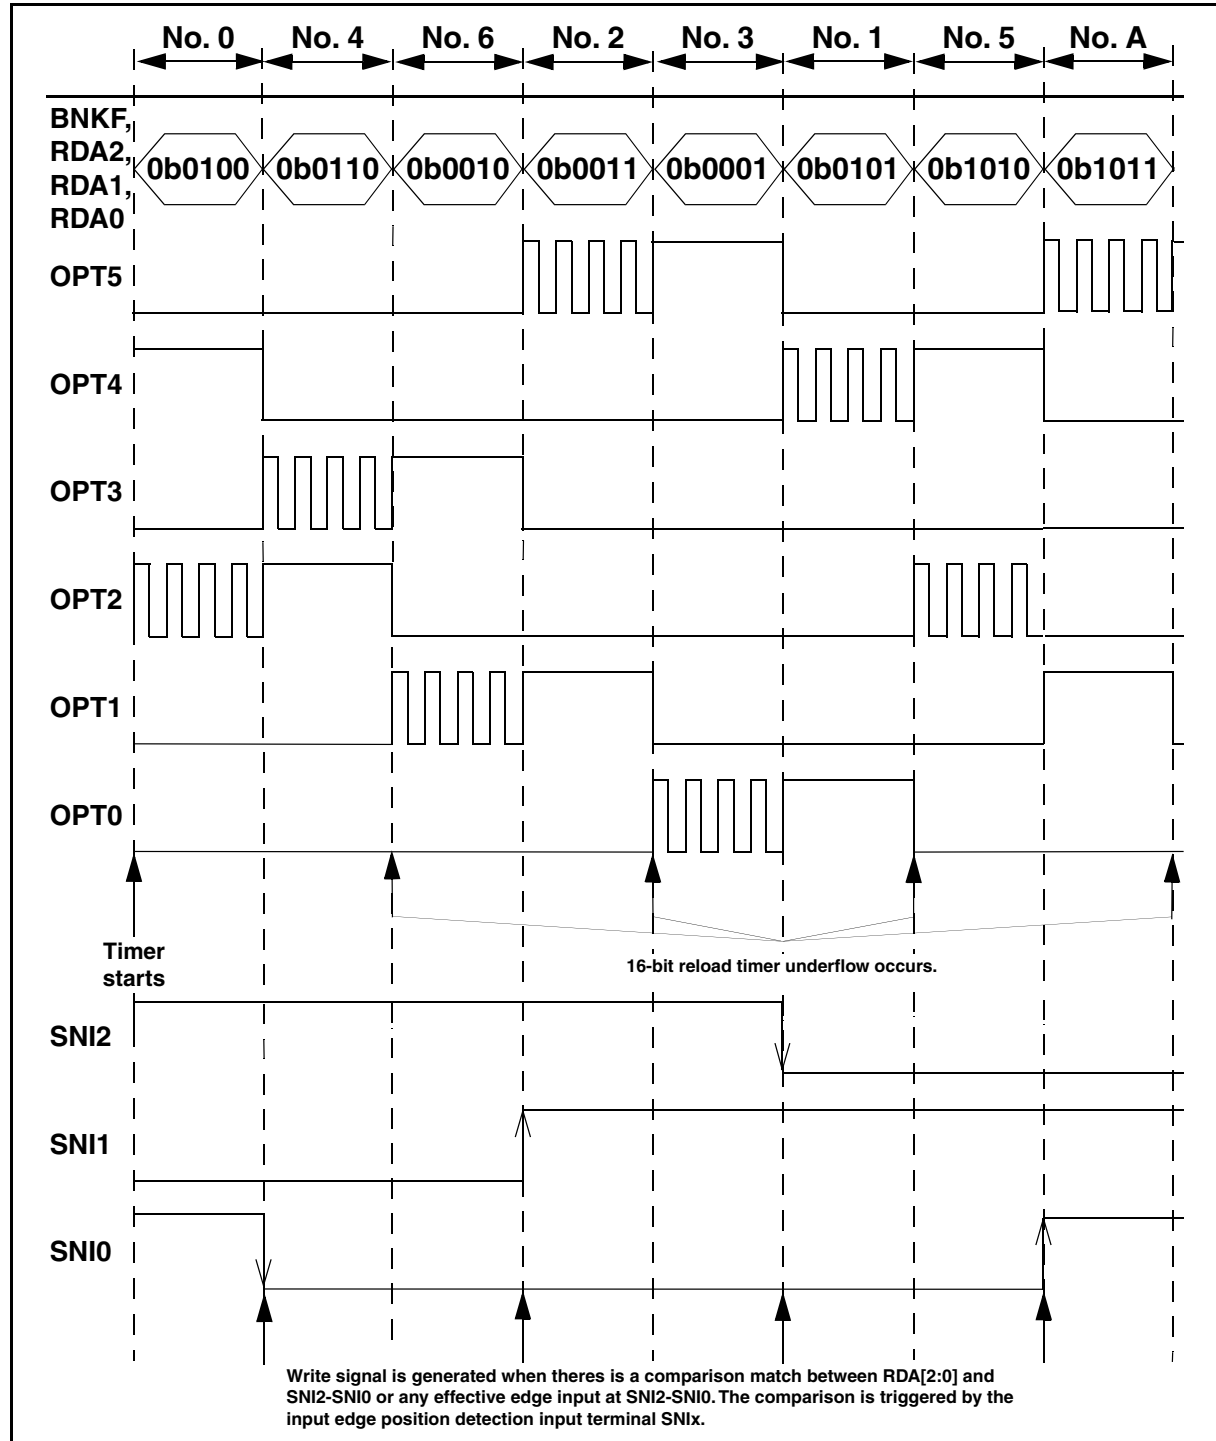 No. 0 No. 4 No. 6 No. 2 No. 3 No. 1 No. 5 No. A
BNKF,
RDA2,
RDA1,
RDA0
0b0100 0b0110 0b0010 0b0011 0b0001 0b0101 0b1010 0b1011
OPT5
OPT4
OPT3
OPT2
OPT1
OPT0
Timer
starts
16-bit reload timer underflow occurs.
SNI2
SNI1
SNI0
Write signal is generated when theres is a comparison match between RDA[2:0] and
SNI2-SNI0 or any effective edge input at SNI2-SNI0. The comparison is triggered by the
input edge position detection input terminal SNIx.